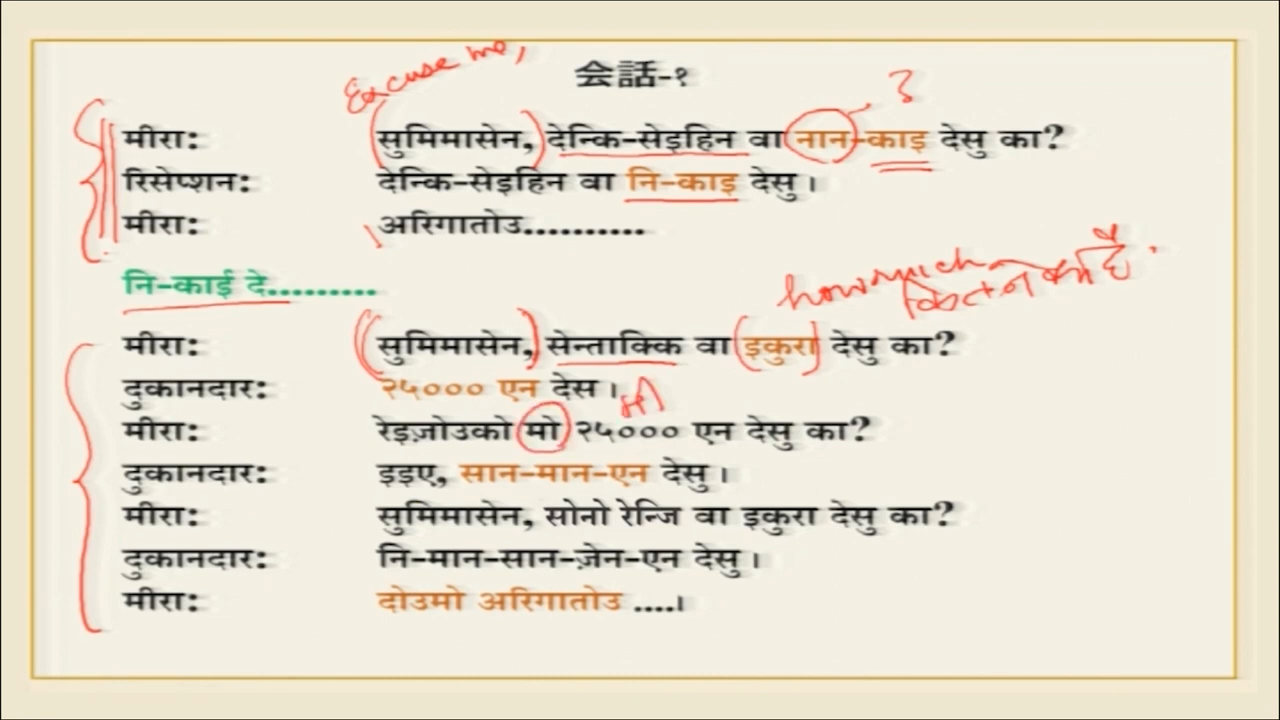 Excuse me,
会話-१
मीरा: सुमिमासेन, देन्कि-सेइहिन वा नान-काइ देसु का?
रिसेप्शन: देन्कि-सेइहिन वा नि-काइ देसु।
मीरा: अरिगातोउ..........
नि-काई दे.........
how much
मीरा: सुमिमासेन, सेन्ताक्कि वा इकुरा देसु का?
दुकानदार: २५००० एन देस।
भी
मीरा: रेइज़ोउको मो २५००० एन देसु का?
दुकानदार: इइए, सान-मान-एन देसु।
मीरा: सुमिमासेन, सोनो रेन्जि वा इकुरा देसु का?
दुकानदार: नि-मान-सान-ज़ेन-एन देसु।
मीरा: दोउमो अरिगातोउ ....।